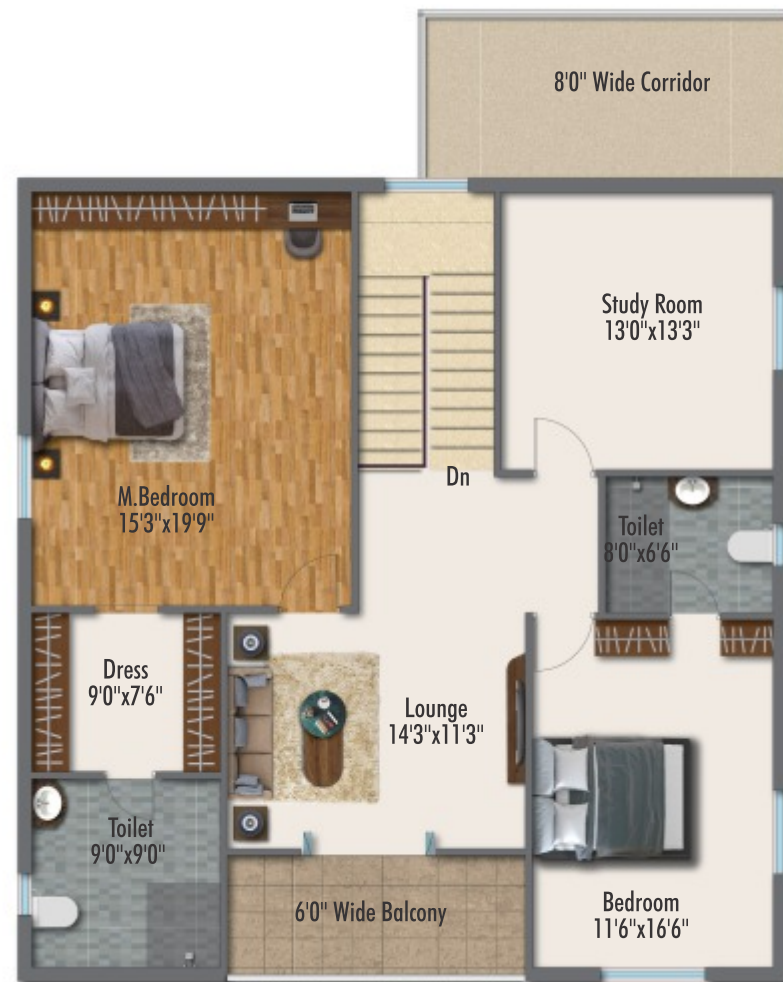 8'0" Wide Corridor
Study Room
13'0"x13'3"
M.Bedroom
15'3"x19'9"
Dn
Toilet
8'0"x6'6"
Dress
9'0"x7'6"
Lounge
14'3"x11'3"
Toilet
9'0"x9'0"
6'0" Wide Balcony
Bedroom
11'6"x16'6"